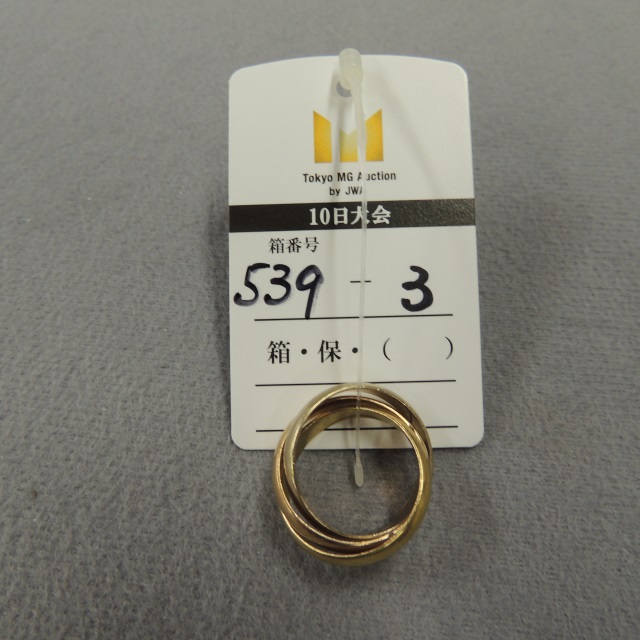 Tokyo MG Auction
by JWA
10日大会
箱番号
539 - 3
箱・保・(　　)